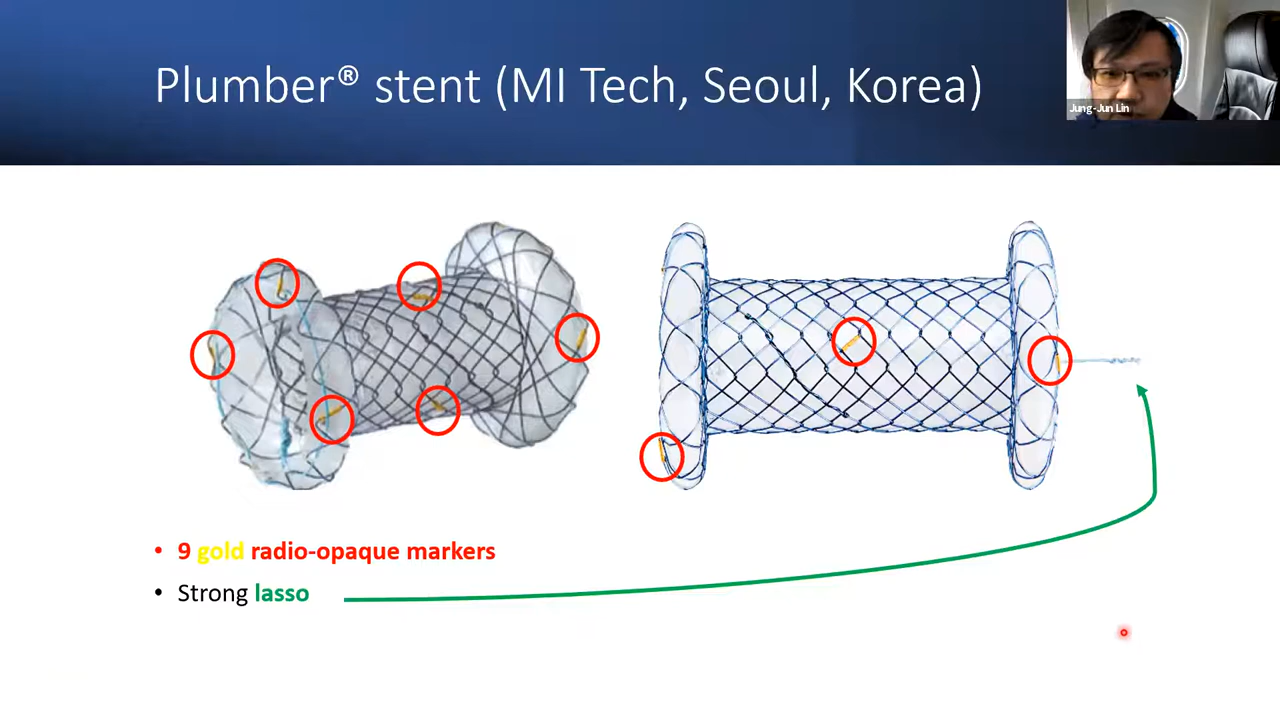 Plumber® stent (MI Tech, Seoul, Korea)
Jung-Jun Lin
• 9 gold radio-opaque markers
• Strong lasso